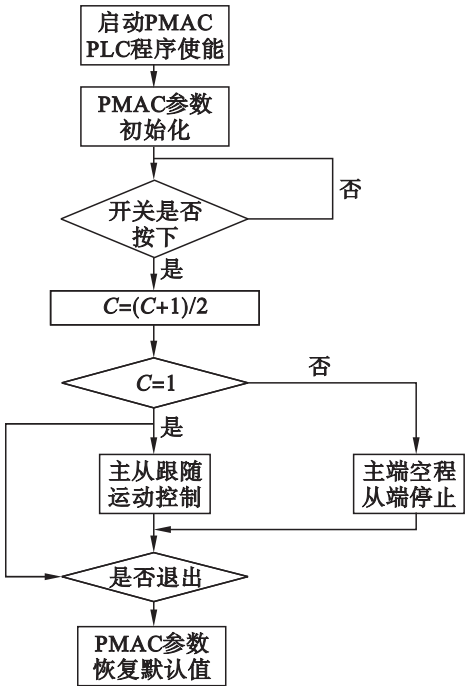 启动PMAC
PLC程序使能
PMAC参数
初始化
否
开关是否
按下
是
C=(C+1)/2
否
C=1
是
主从跟随
运动控制
主端空程
从端停止
是否退出
PMAC参数
恢复默认值